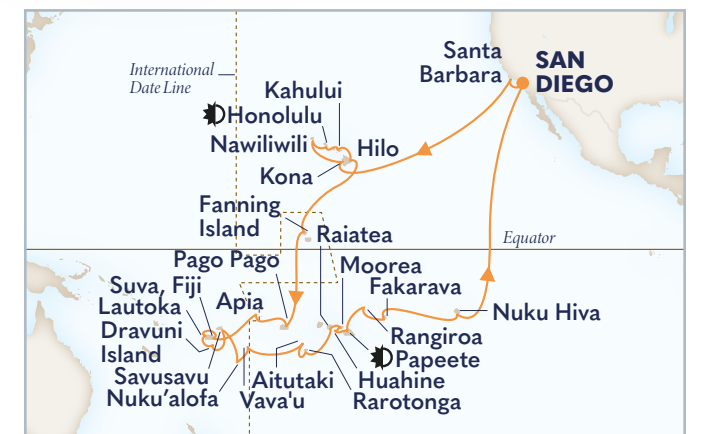 Santa
Barbara
SAN
DIEGO
International
Date Line
Kahului
Honolulu
Nawiliwili
Hilo
Kona
Fanning
Island
Raiatea
Equator
Pago Pago
Moorea
Suva, Fiji
Fakarava
Lautoka
Apia
Nuku Hiva
Dravuni
Island
Rangiroa
Papeete
Savusavu
Aitutaki
Huahine
Nuku'alofa
Vava'u
Rarotonga